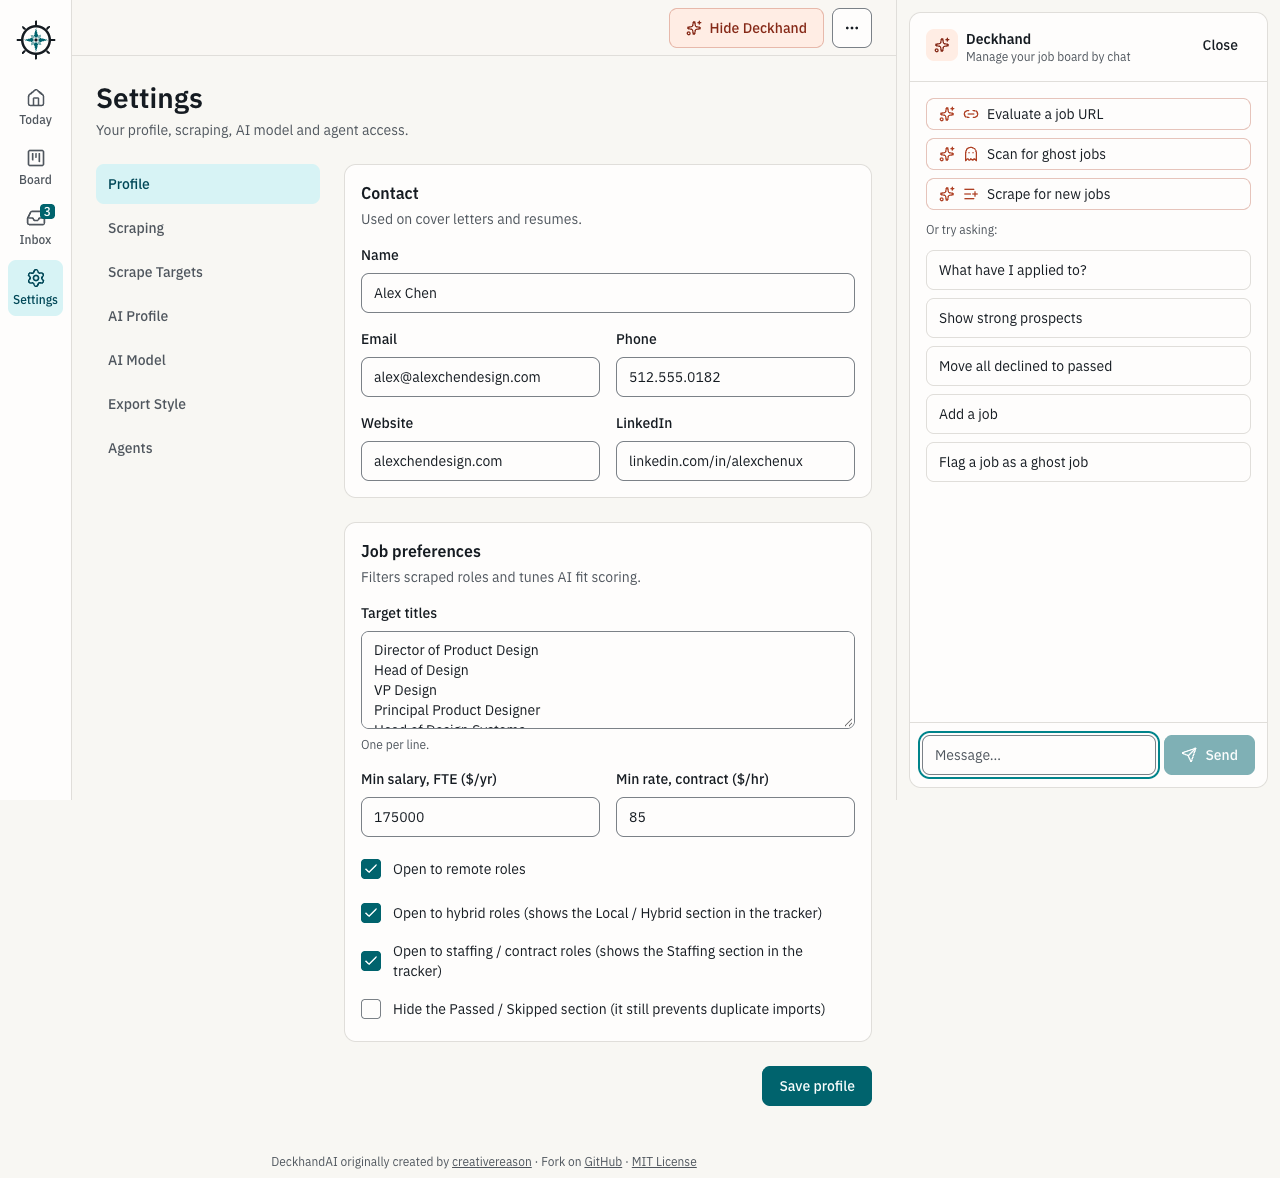 Hide Deckhand
Today
Board
3
Inbox
Settings
Settings
Your profile, scraping, AI model and agent access.
Profile
Scraping
Scrape Targets
AI Profile
AI Model
Export Style
Agents
Contact
Used on cover letters and resumes.
Name
Alex Chen
Email
Phone
alex@alexchendesign.com
512.555.0182
Website
LinkedIn
alexchendesign.com
linkedin.com/in/alexchenux
Job preferences
Filters scraped roles and tunes AI fit scoring.
Target titles
Director of Product Design
Head of Design
VP Design
Principal Product Designer
Head of Design Systems
One per line.
Min salary, FTE ($/yr)
Min rate, contract ($/hr)
175000
85
Open to remote roles
Open to hybrid roles (shows the Local / Hybrid section in the tracker)
Open to staffing / contract roles (shows the Staffing section in the
tracker)
Hide the Passed / Skipped section (it still prevents duplicate imports)
Save profile
DeckhandAI originally created by creativereason · Fork on GitHub · MIT License
Deckhand
Manage your job board by chat
Close
Evaluate a job URL
Scan for ghost jobs
Scrape for new jobs
Or try asking:
What have I applied to?
Show strong prospects
Move all declined to passed
Add a job
Flag a job as a ghost job
Message...
Send